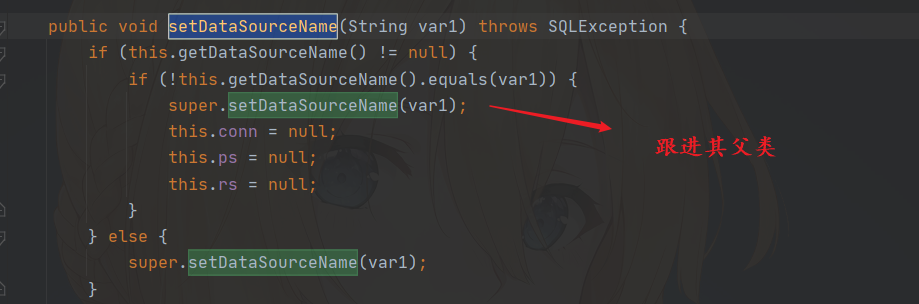 public void setDataSourceName(String var1) throws SQLException {
if (this.getDataSourceName() != null) {
if (!this.getDataSourceName().equals(var1)) {
super.setDataSourceName(var1);
this.conn = null;
跟进其父类
this.ps = null;
this.rs = null;
}
} else {
super.setDataSourceName(var1);
}